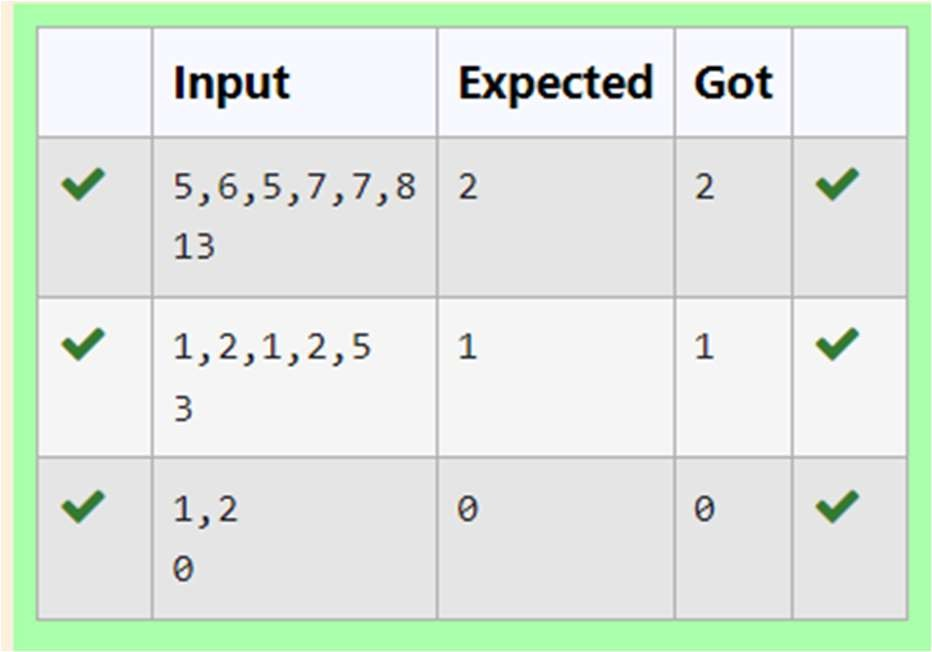 Input Expected Got
5,6,5,7,7,8 2 2
13
1,2,1,2,5 1 1
3
1,2 0 0
0